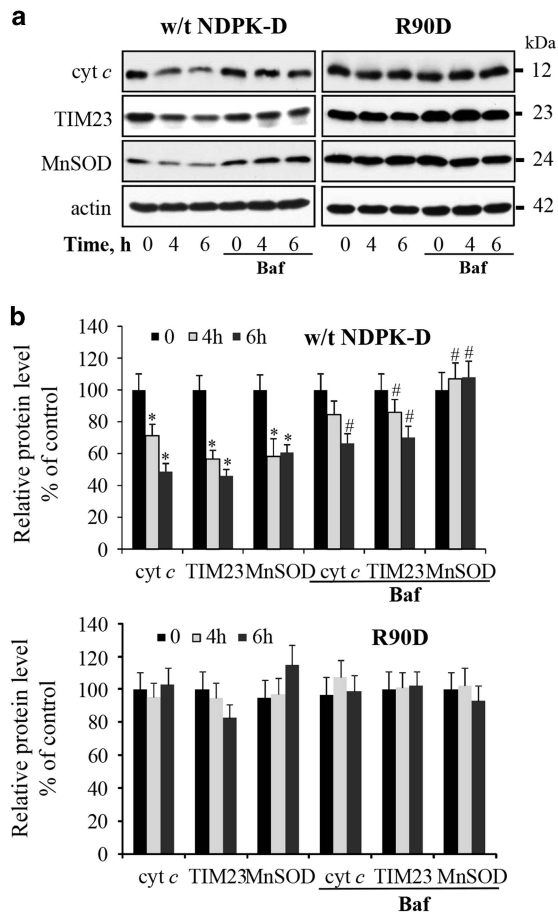 a
w/t NDPK-D R90D
kDa
cyt c 12
TIM23 23
MnSOD 24
actin 42
Time, h 0 4 6 0 4 6 0 4 6 0 4 6
Baf Baf
b
140
120
100
80
60
40
20
0
Relative protein level
% of control
0 4h 6h w/t NDPK-D
* * * * * * # # # # #
cyt c TIM23 MnSOD cyt c TIM23 MnSOD
Baf
140
120
100
80
60
40
20
0
Relative protein level
% of control
0 4h 6h R90D
cyt c TIM23 MnSOD cyt c TIM23 MnSOD
Baf